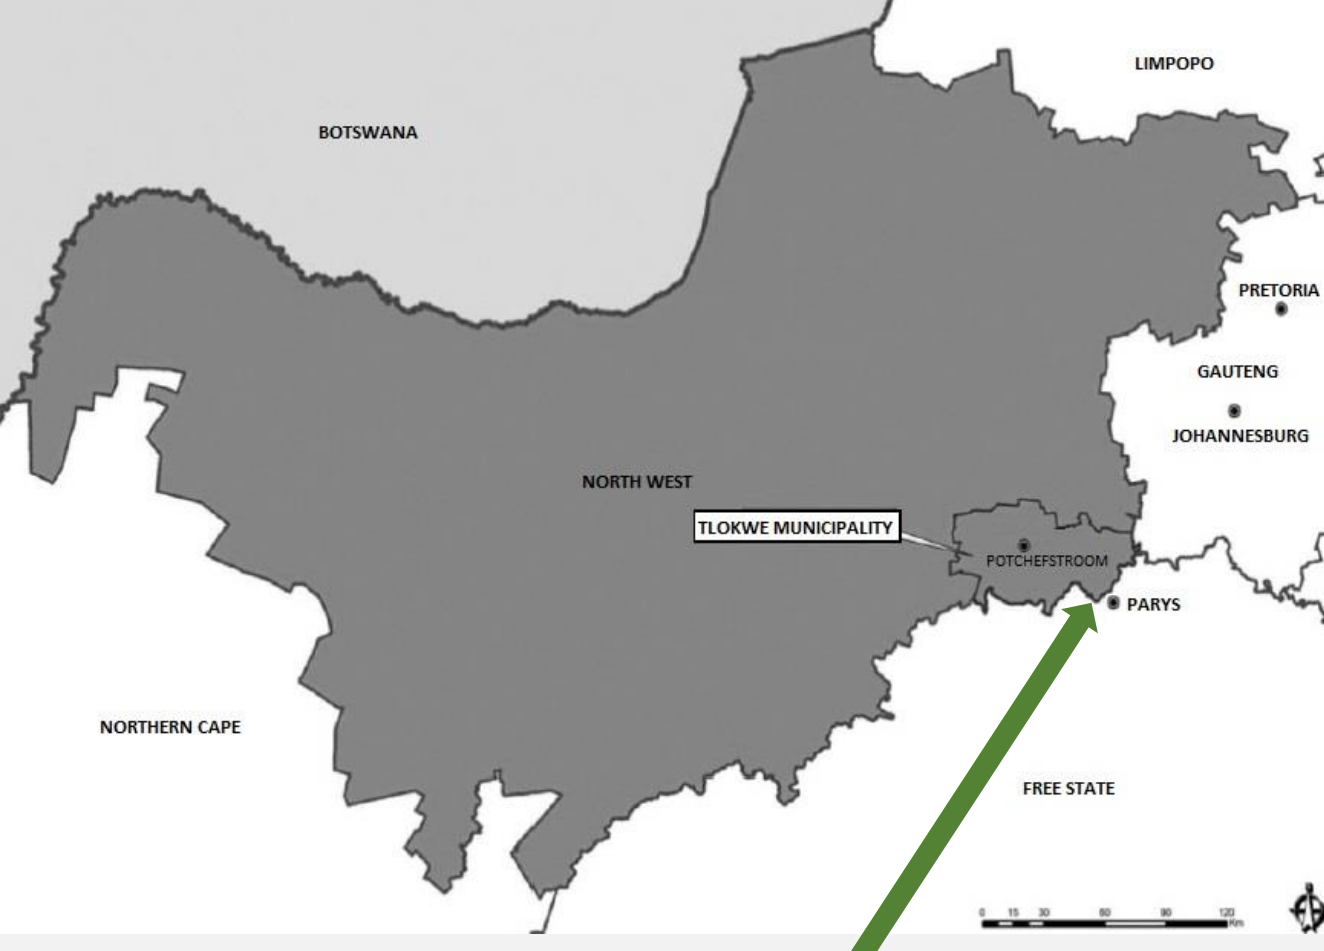 LIMPOPO
BOTSWANA
PRETORIA
GAUTENG
JOHANNESBURG
NORTH WEST
TLOKWE MUNICIPALITY
POTCHEFSTROOM
PARYS
NORTHERN CAPE
FREE STATE
0 15 30 60 90 120
Km